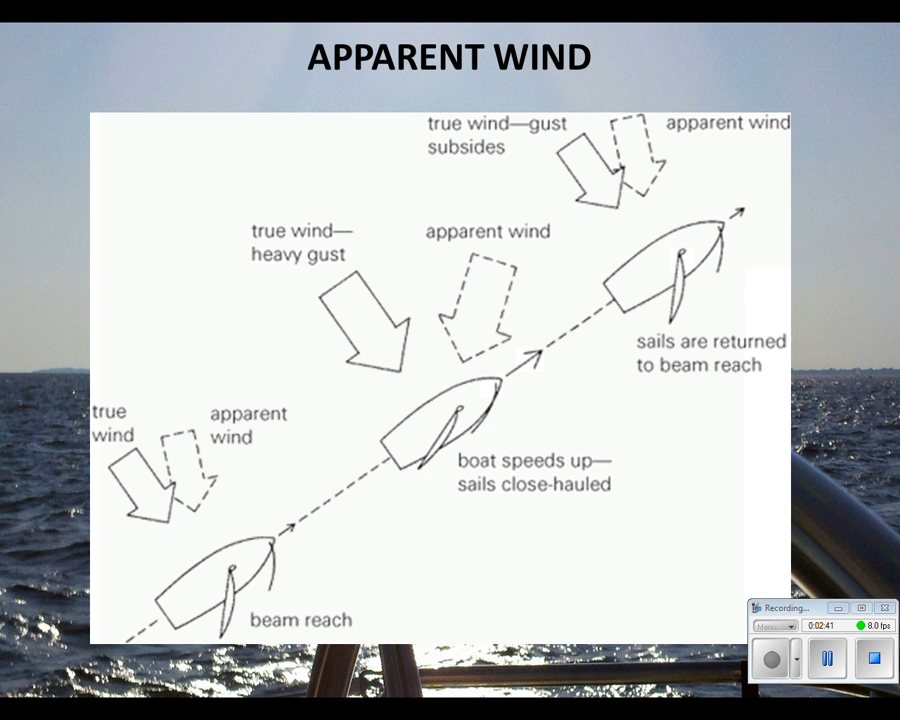 APPARENT WIND
true wind—gust
subsides
apparent wind
true wind—
heavy gust
apparent wind
sails are returned
to beam reach
true
wind
apparent
wind
boat speeds up—
sails close-hauled
beam reach
Recording...
Menu
0:02:41
8.0 fps